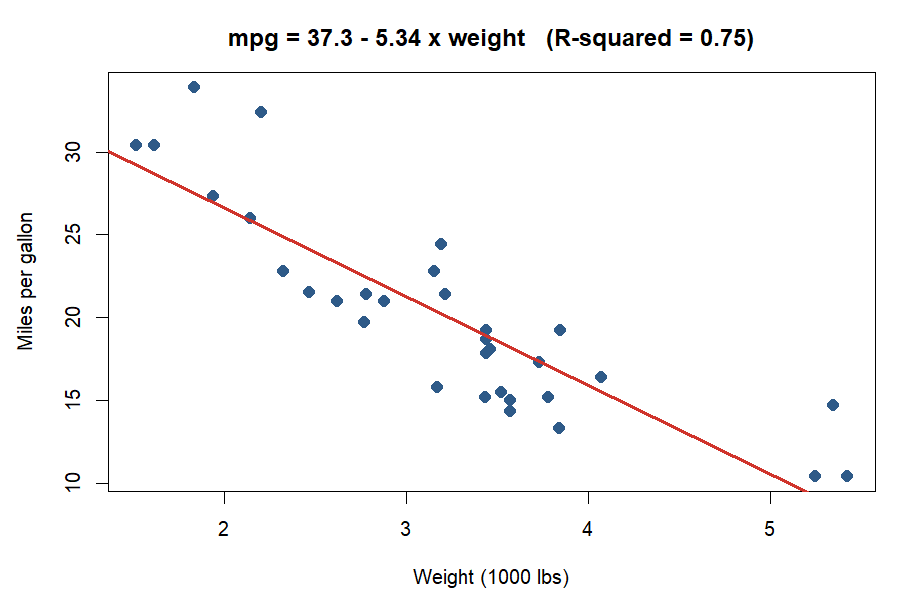 mpg = 37.3 - 5.34 x weight (R-squared = 0.75)
Miles per gallon
30
25
20
15
10
2 3 4 5
Weight (1000 lbs)